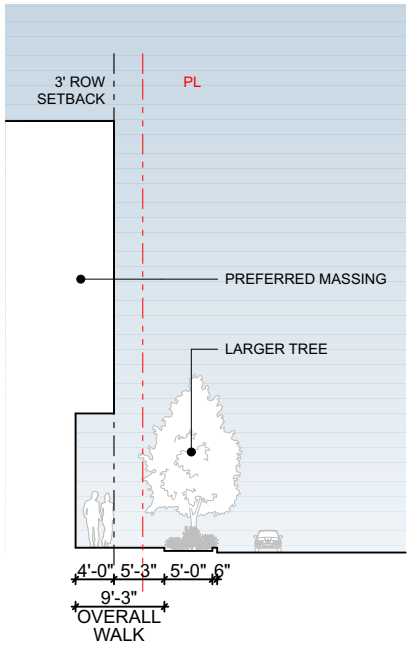 3' ROW
SETBACK
PL
PREFERRED MASSING
LARGER TREE
4'-0" 5'-3" 5'-0" 6"
9'-3"
OVERALL
WALK